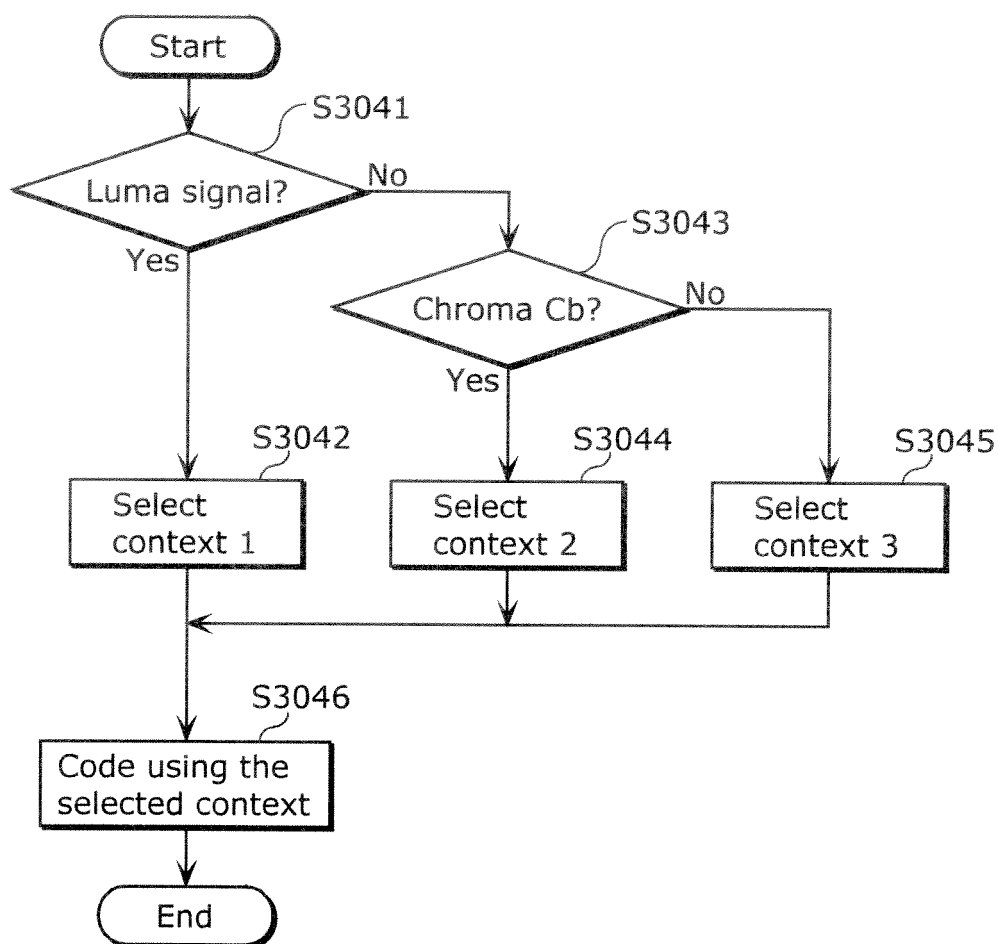 Start
S3041
Luma signal?
No
Yes
S3043
Chroma Cb?
No
Yes
S3042
Select
context 1
S3044
Select
context 2
S3045
Select
context 3
S3046
Code using the
selected context
End